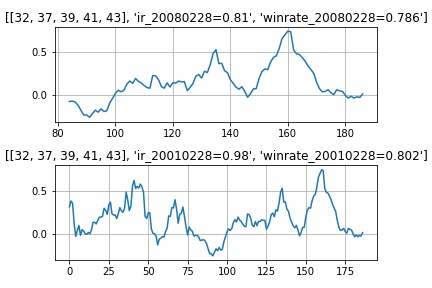 [[32, 37, 39, 41, 43], 'ir_20080228=0.81', 'winrate_20080228=0.786']
0.5
0.0
80 100 120 140 160 180
[[32, 37, 39, 41, 43], 'ir_20010228=0.98', 'winrate_20010228=0.802']
0.5
0.0
0 25 50 75 100 125 150 175